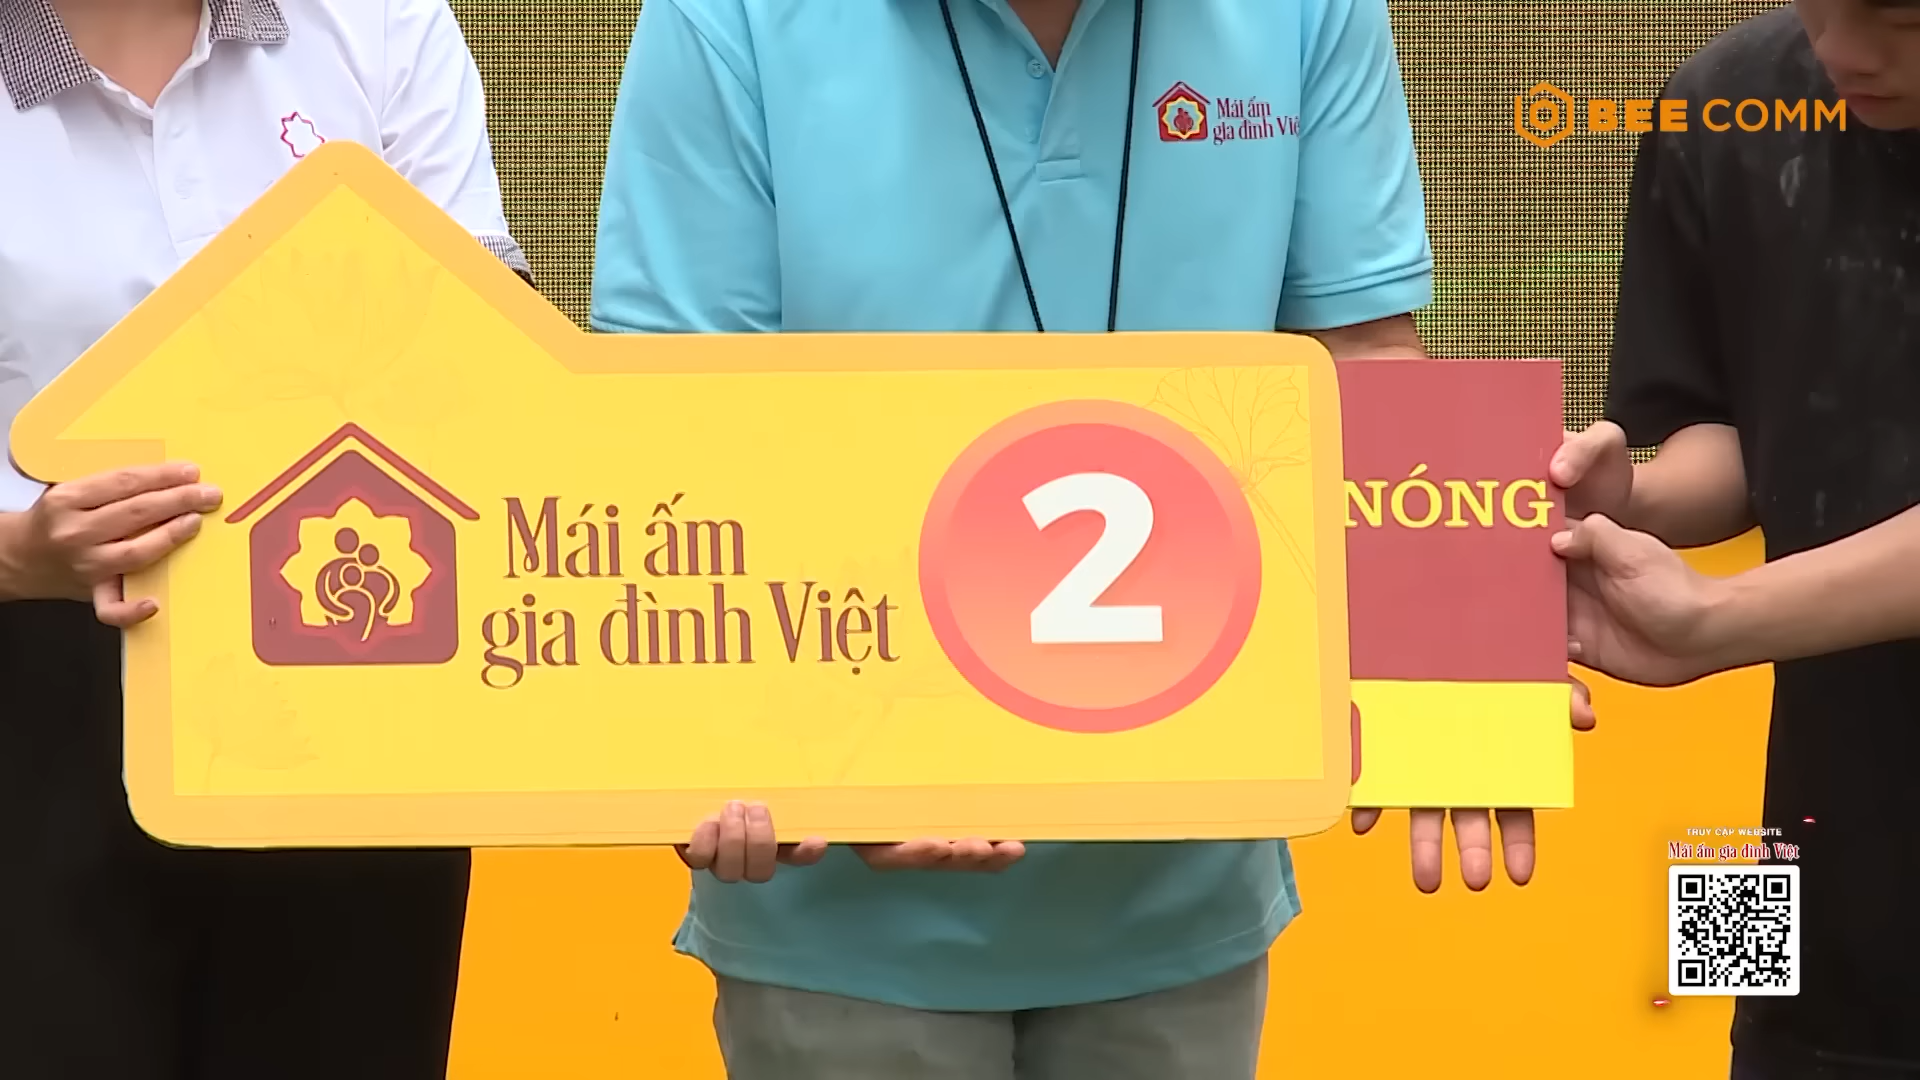 Mái ấm
gia đình Việ
BEE COMM
Mái ấm
gia đình Việt
2
NÓNG
TRUY CẬP WEBSITE
Mái ấm gia đình Việt